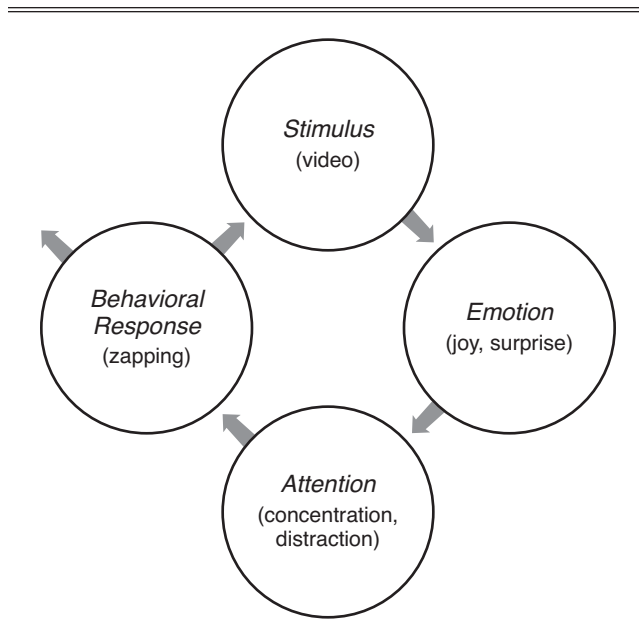 Stimulus
(video)
Behavioral
Response
(zapping)
Emotion
(joy, surprise)
Attention
(concentration,
distraction)